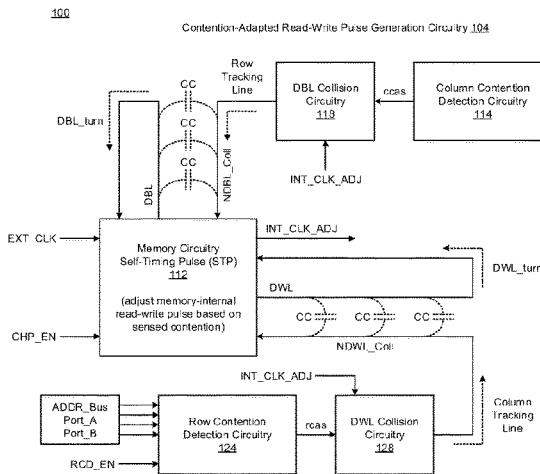 100
Contention-Adapted Read-Write Pulse Generation Circuitry 104
Row
Tracking
Line
CC
CC
CC
DBL_turn
DBL
NDBL_Coll
DBL Collision
Circuitry
118
ccas
Column Contention
Detection Circuitry
114
INT_CLK_ADJ
EXT_CLK
CHP_EN
Memory Circuitry
Self-Timing Pulse (STP)
112
(adjust memory-internal
read-write pulse based on
sensed contention)
INT_CLK_ADJ
DWL
DWL_turn
CC
CC
CC
NDWL_Coll
INT_CLK_ADJ
ADDR_Bus
Port_A
Port_B
RCD_EN
Row Contention
Detection Circuitry
124
rcas
DWL Collision
Circuitry
128
Column
Tracking
Line